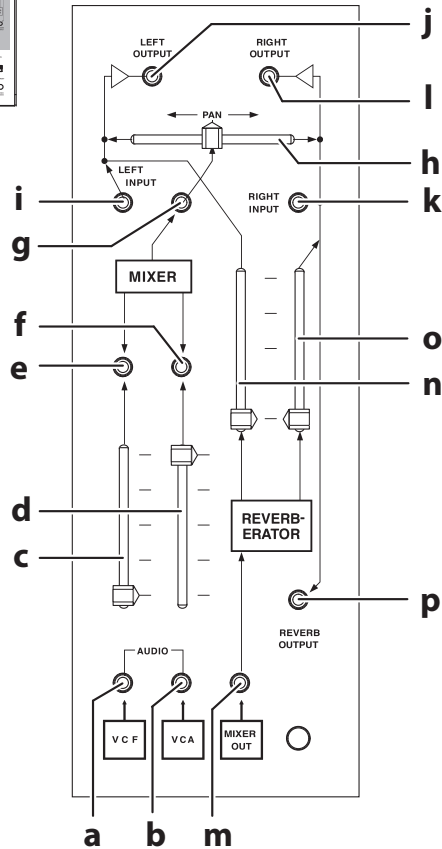 j
LEFT
OUTPUT
RIGHT
OUTPUT
l
PAN
h
LEFT
INPUT
i
RIGHT
INPUT
k
g
MIXER
f
o
e
n
d
REVERB-
ERATOR
c
p
REVERB
OUTPUT
AUDIO
VCF
VCA
MIXER
OUT
a
b
m